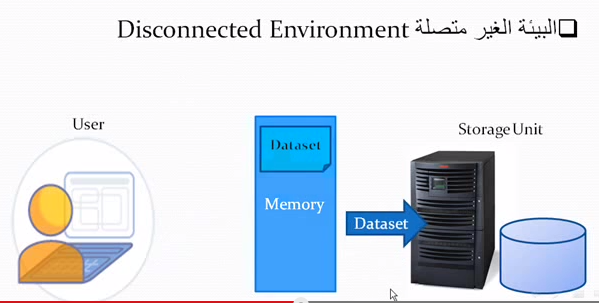 ❑البيئة الغير متصلة Disconnected Environment
User
Dataset
Storage Unit
Memory
Dataset